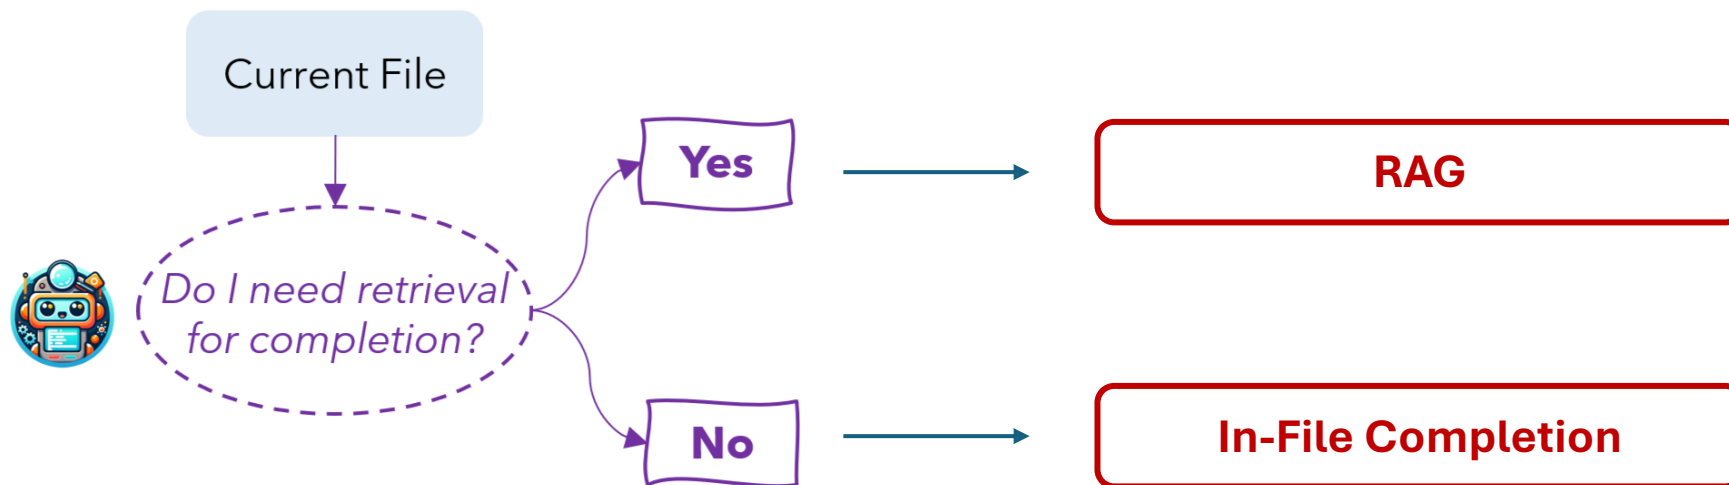 Current File
Do I need retrieval
for completion?
Yes
RAG
No
In-File Completion